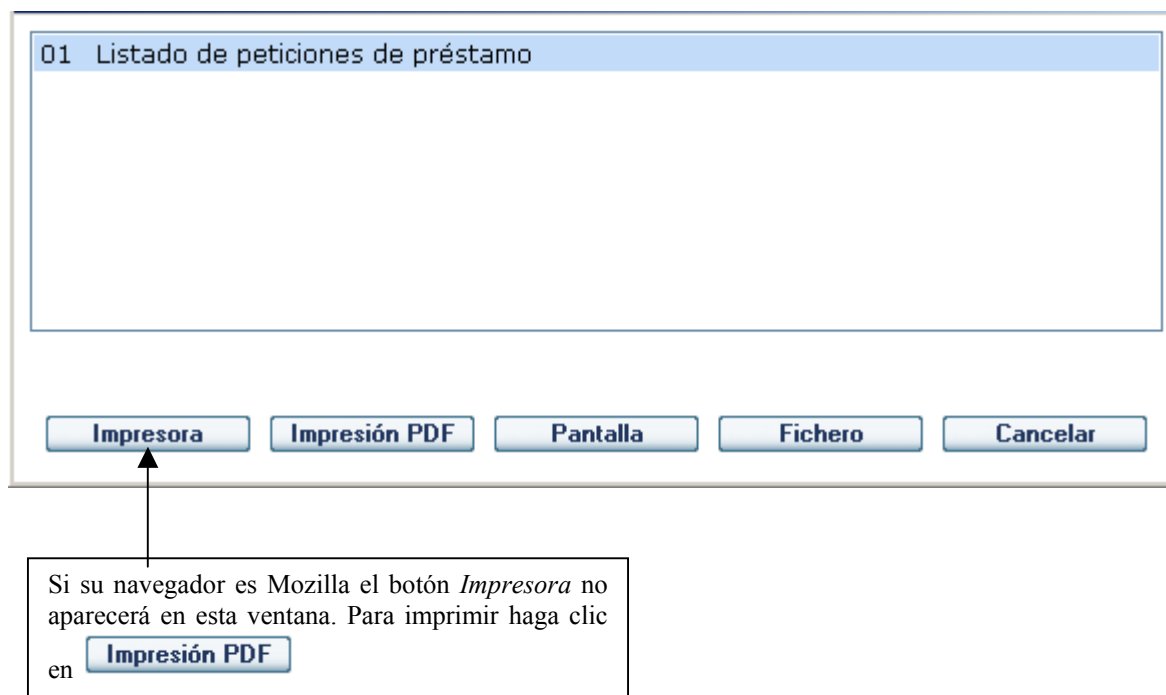 01 Listado de peticiones de préstamo
Impresora Impresión PDF Pantalla Fichero Cancelar
Si su navegador es Mozilla el botón Impresora no
aparecerá en esta ventana. Para imprimir haga clic
en Impresión PDF